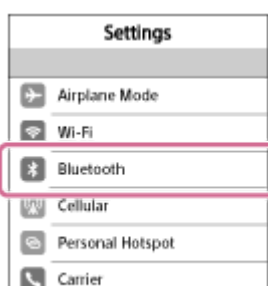 Settings
Airplane Mode
Wi-Fi
Bluetooth
Cellular
Personal Hotspot
Carrier